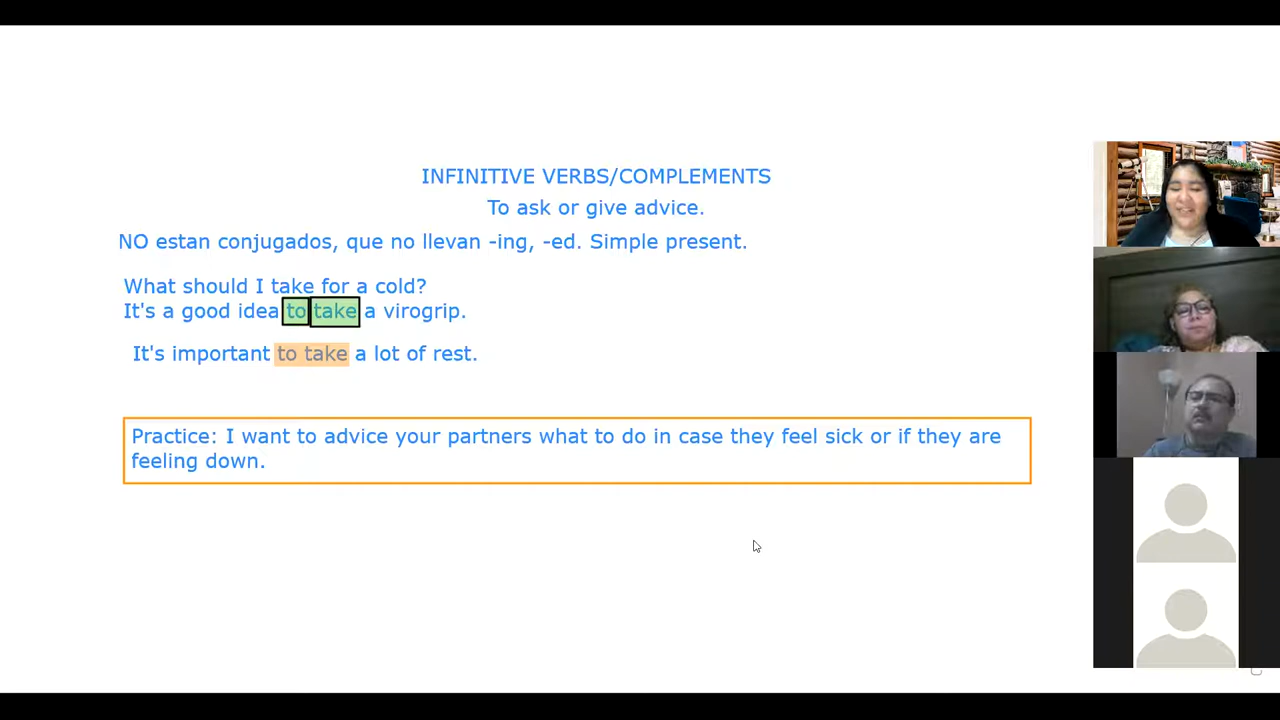 INFINITIVE VERBS/COMPLEMENTS
To ask or give advice.
NO estan conjugados, que no llevan -ing, -ed. Simple present.
What should I take for a cold?
It's a good idea to take a virogrip.
It's important to take a lot of rest.
Practice: I want to advice your partners what to do in case they feel sick or if they are
feeling down.